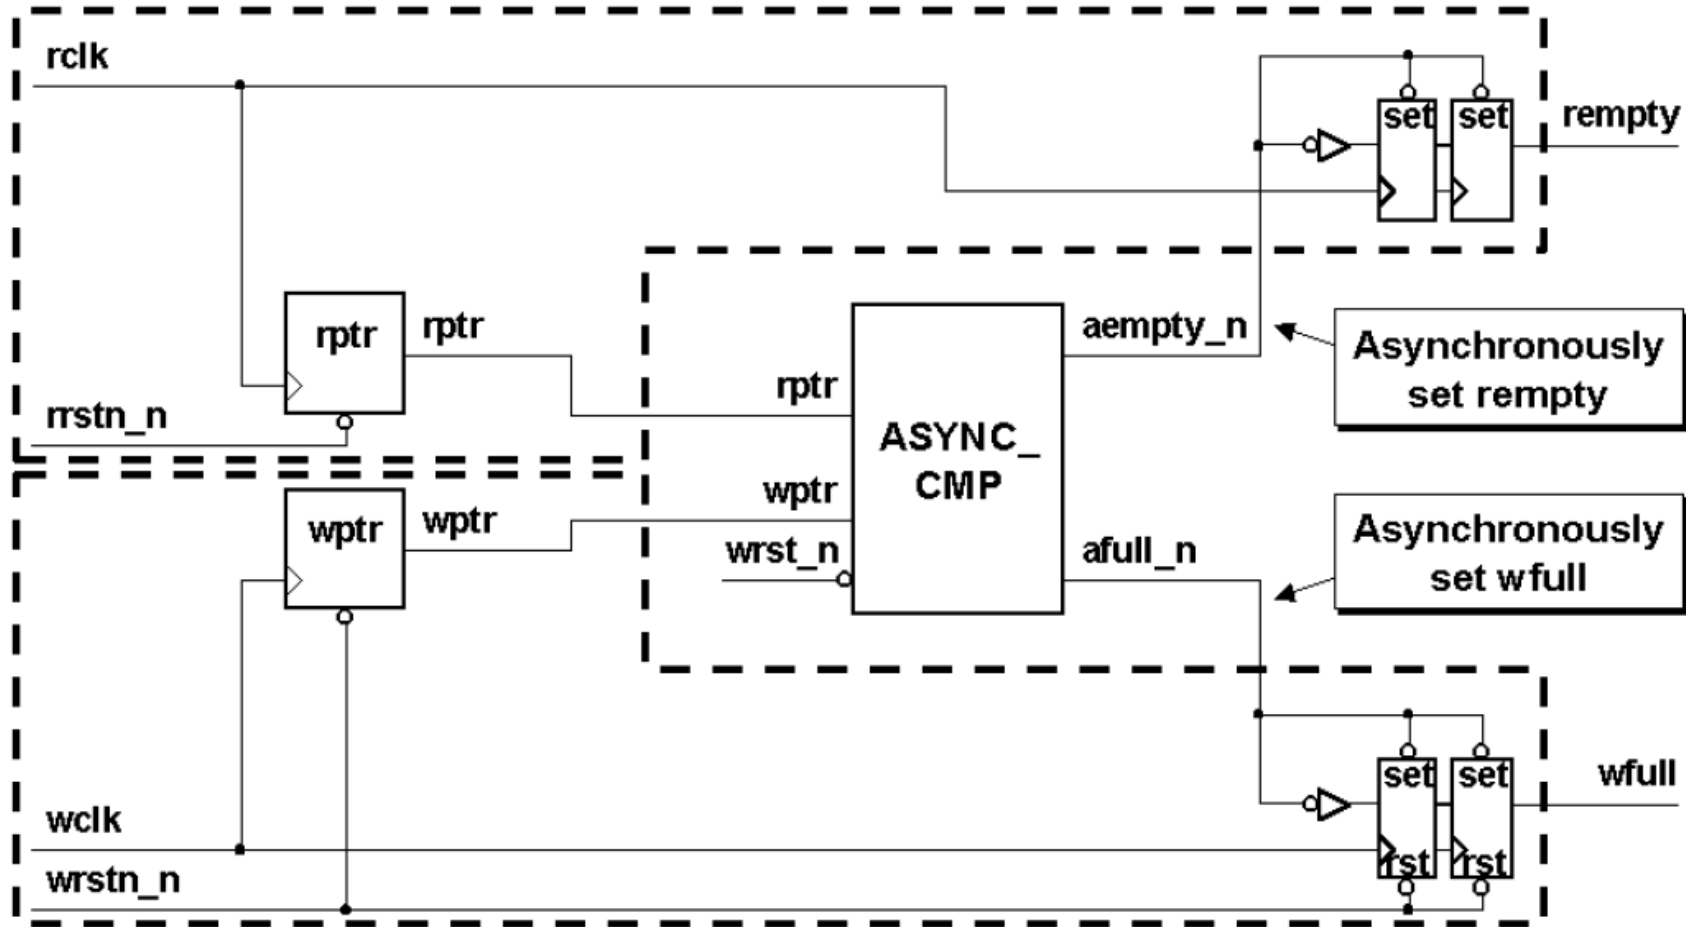 rclk
set
set
rempty
rptr
rptr
aempty_n
Asynchronously
set rempty
rptr
rrstn_n
ASYNC_
CMP
wptr
wptr
wptr
wrst_n
afull_n
Asynchronously
set wfull
set
set
wfull
wclk
rst
rst
wrstn_n